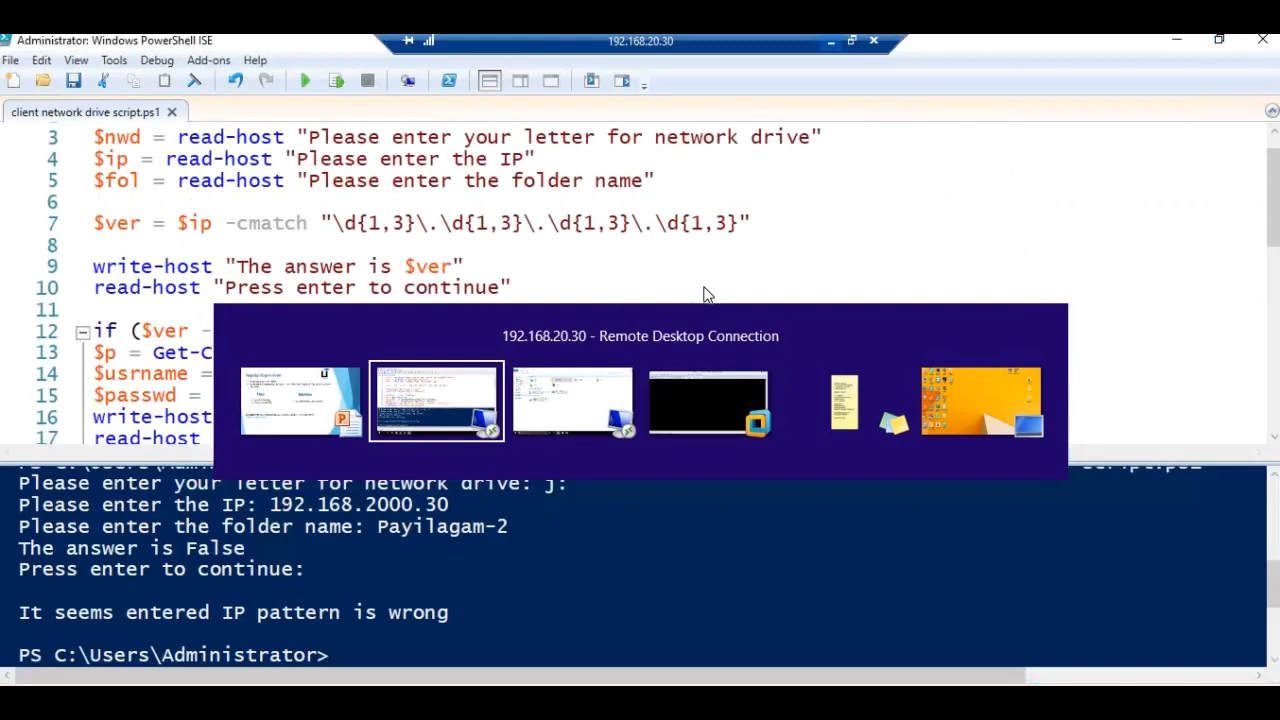 Administrator: Windows PowerShell ISE
192.168.20.30
File Edit View Tools Debug Add-ons Help
client network drive script.ps1
3 $nwd = read-host "Please enter your letter for network drive"
4 $ip = read-host "Please enter the IP"
5 $fol = read-host "Please enter the folder name"
6
7 $ver = $ip -cmatch "\d{1,3}\.\d{1,3}\.\d{1,3}\.\d{1,3}"
8
9 write-host "The answer is $ver"
10 read-host "Press enter to continue"
11
12 if ($ver -
13 $p = Get-C
14 $usrname =
15 $passwd =
16 write-host
17 read-host
192.168.20.30 - Remote Desktop Connection
Please enter your letter for network drive: j:
Please enter the IP: 192.168.2000.30
Please enter the folder name: Payilagam-2
The answer is False
Press enter to continue:
It seems entered IP pattern is wrong
PS C:\Users\Administrator>